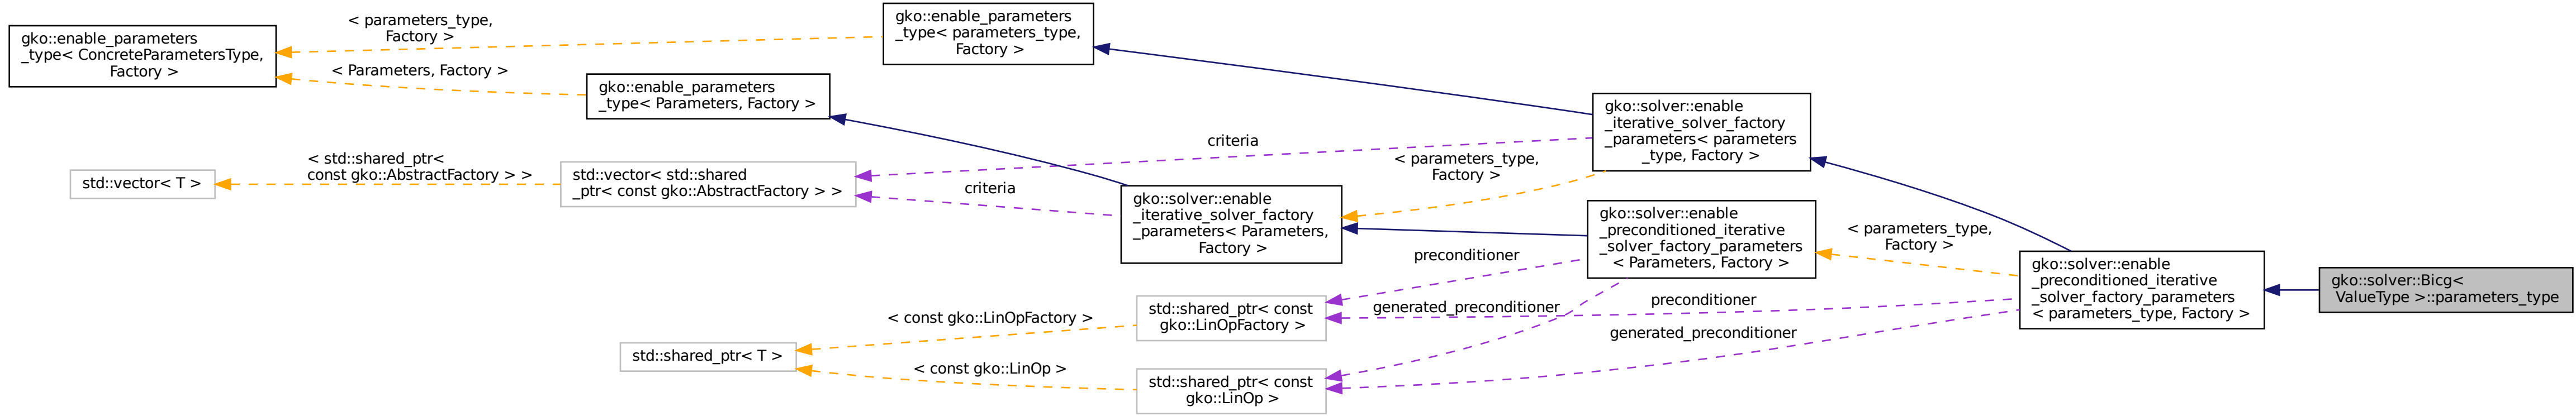 gko::enable_parameters
_type< ConcreteParametersType,
Factory >
< parameters_type,
Factory >
< Parameters, Factory >
gko::enable_parameters
_type< parameters_type,
Factory >
gko::enable_parameters
_type< Parameters, Factory >
std::vector< T >
< std::shared_ptr<
const gko::AbstractFactory > >
std::vector< std::shared
_ptr< const gko::AbstractFactory > >
criteria
criteria
gko::solver::enable
_iterative_solver_factory
_parameters< Parameters,
Factory >
< parameters_type,
Factory >
gko::solver::enable
_iterative_solver_factory
_parameters< parameters
_type, Factory >
gko::solver::enable
_preconditioned_iterative
_solver_factory_parameters
< Parameters, Factory >
< parameters_type,
Factory >
gko::solver::enable
_preconditioned_iterative
_solver_factory_parameters
< parameters_type, Factory >
gko::solver::Bicg<
ValueType >::parameters_type
preconditioner
generated_preconditioner
preconditioner
generated_preconditioner
std::shared_ptr< const
gko::LinOpFactory >
< const gko::LinOpFactory >
std::shared_ptr< T >
< const gko::LinOp >
std::shared_ptr< const
gko::LinOp >